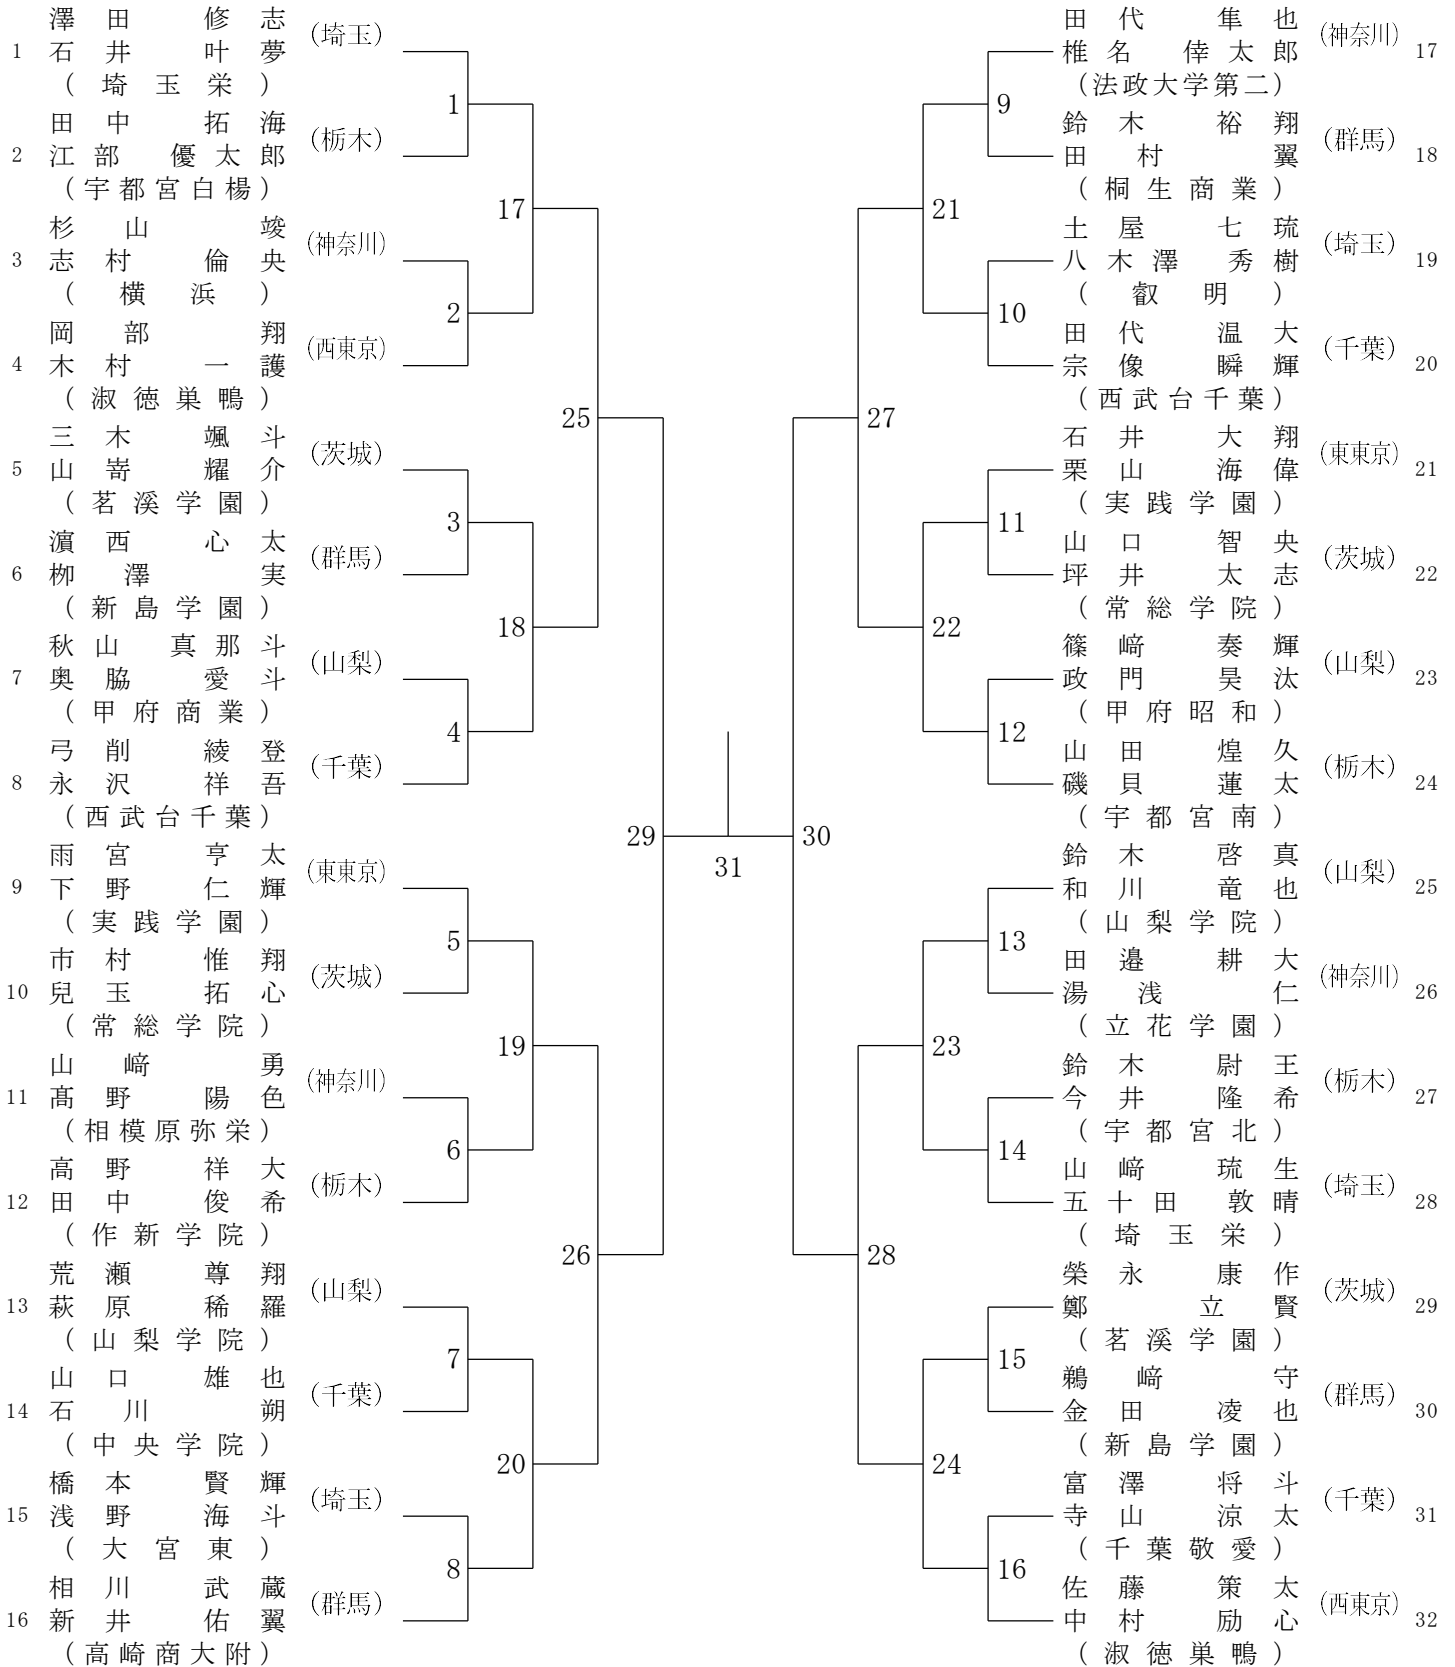 澤田 修志 (埼玉)
1 石井 叶夢
(埼玉栄)
田中 拓海 (栃木)
2 江部 優太郎
(宇都宮白楊)
杉山 竣 (神奈川)
3 志村 倫央
(横浜)
岡部 翔 (西東京)
4 木村 一護
(淑徳巣鴨)
三木 颯斗 (茨城)
5 山嵜 耀介
(茗溪学園)
濵西 心太 (群馬)
6 栁澤 実
(新島学園)
秋山 真那斗 (山梨)
7 奥脇 愛斗
(甲府商業)
弓削 綾登 (千葉)
8 永沢 祥吾
(西武台千葉)
雨宮 亨太 (東東京)
9 下野 仁輝
(実践学園)
市村 惟翔 (茨城)
10 兒玉 拓心
(常総学院)
山﨑 勇 (神奈川)
11 髙野 陽色
(相模原弥栄)
高野 祥大 (栃木)
12 田中 俊希
(作新学院)
荒瀬 尊翔 (山梨)
13 萩原 稀羅
(山梨学院)
山口 雄也 (千葉)
14 石川 朔
(中央学院)
橋本 賢輝 (埼玉)
15 浅野 海斗
(大宮東)
相川 武蔵 (群馬)
16 新井 佑翼
(高崎商大附)
1
2
3
4
5
6
7
8
17
18
19
20
25
26
29
31
30
27
28
21
22
23
24
9
10
11
12
13
14
15
16
田代 隼也 (神奈川)
椎名 倖太郎 17
(法政大学第二)
鈴木 裕翔 (群馬)
田村 翼 18
(桐生商業)
土屋 七琉 (埼玉)
八木澤 秀樹 19
(叡明)
田代 温大 (千葉)
宗像 瞬輝 20
(西武台千葉)
石井 大翔 (東東京)
栗山 海偉 21
(実践学園)
山口 智央 (茨城)
坪井 太志 22
(常総学院)
篠﨑 奏輝 (山梨)
政門 昊汰 23
(甲府昭和)
山田 煌久 (栃木)
磯貝 蓮太 24
(宇都宮南)
鈴木 啓真 (山梨)
和川 竜也 25
(山梨学院)
田邉 耕大 (神奈川)
湯浅 仁 26
(立花学園)
鈴木 尉王 (栃木)
今井 隆希 27
(宇都宮北)
山﨑 琉生 (埼玉)
五十田 敦晴 28
(埼玉栄)
榮永 康作 (茨城)
鄭 立賢 29
(茗溪学園)
鵜﨑 守 (群馬)
金田 凌也 30
(新島学園)
富澤 将斗 (千葉)
寺山 涼太 31
(千葉敬愛)
佐藤 策太 (西東京)
中村 励心 32
(淑徳巣鴨)